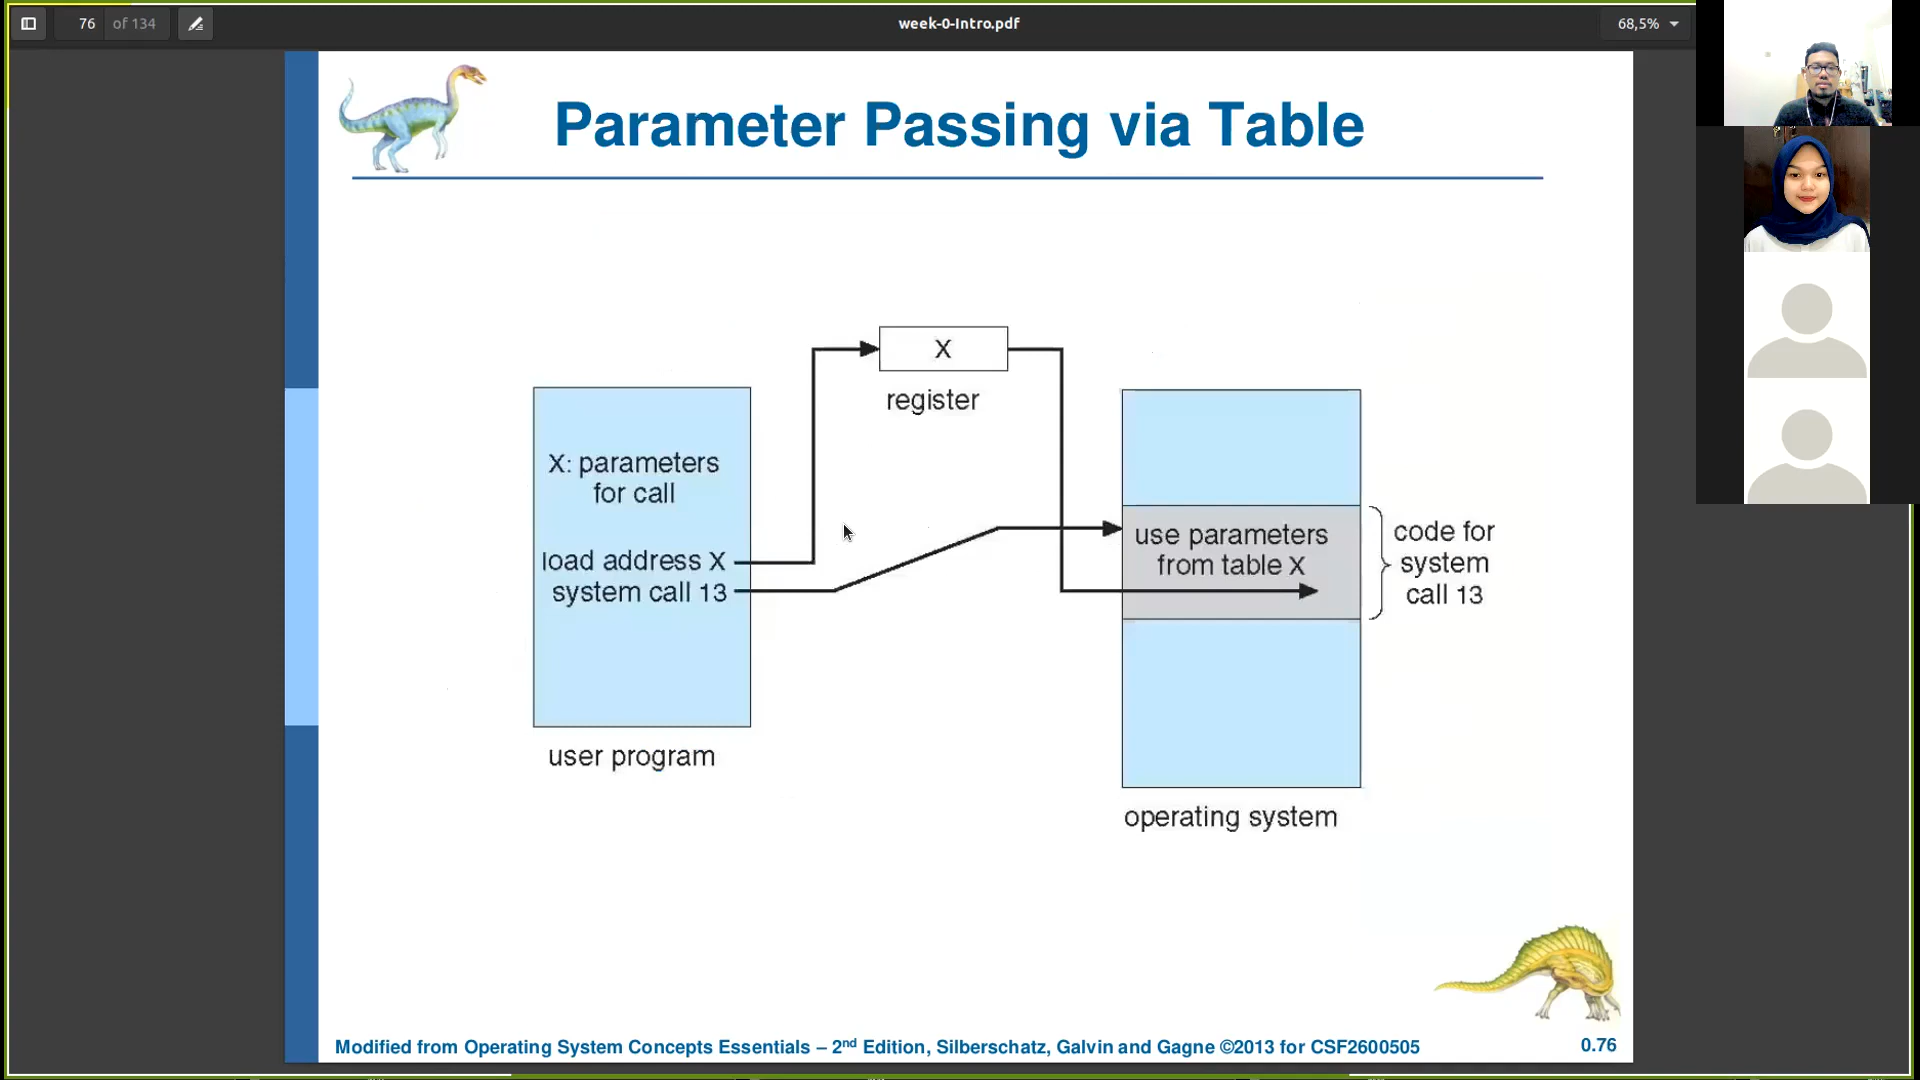 76 of 134
week-0-Intro.pdf
68,5%
Parameter Passing via Table
X
register
X: parameters
for call
load address X
system call 13
user program
use parameters
from table X
code for
system
call 13
operating system
Modified from Operating System Concepts Essentials – 2nd Edition, Silberschatz, Galvin and Gagne ©2013 for CSF2600505
0.76